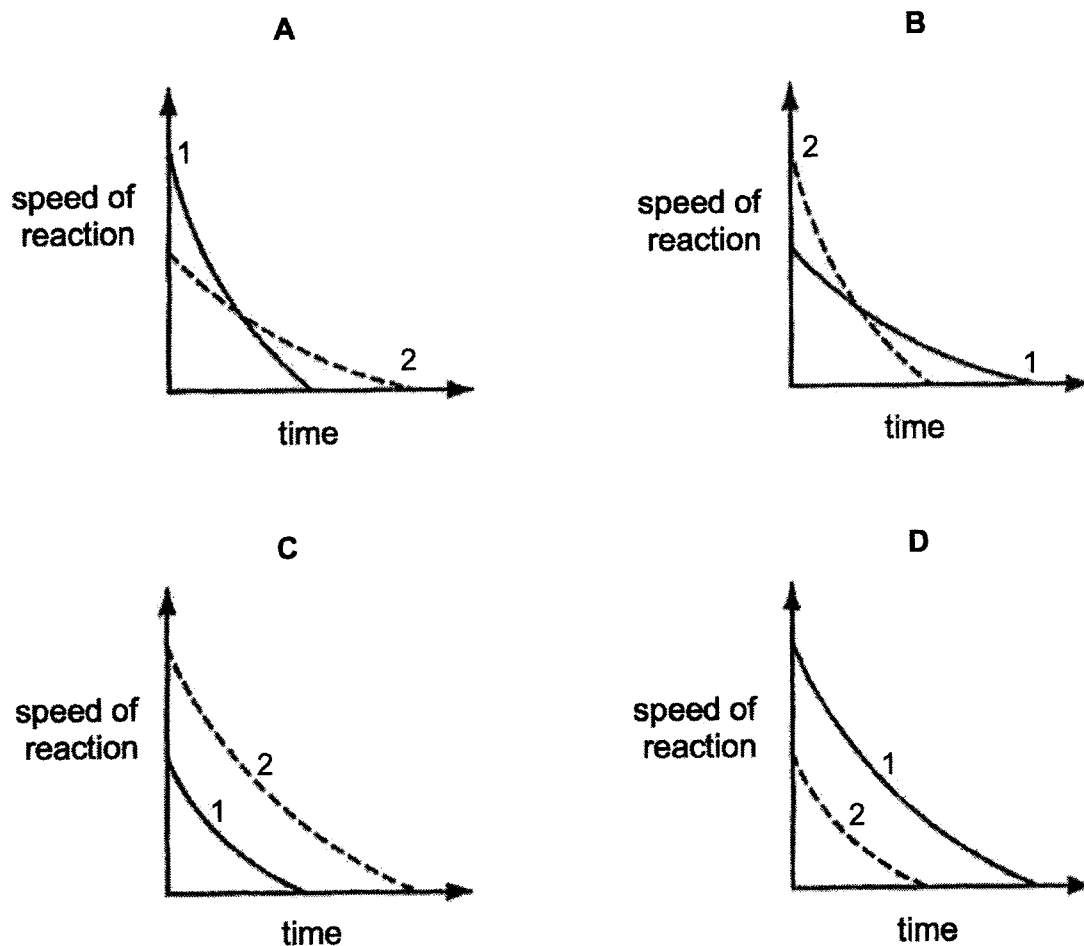 A
1
speed of
reaction
2
time
B
2
speed of
reaction
1
time
C
speed of
reaction
2
1
time
D
speed of
reaction
1
2
time